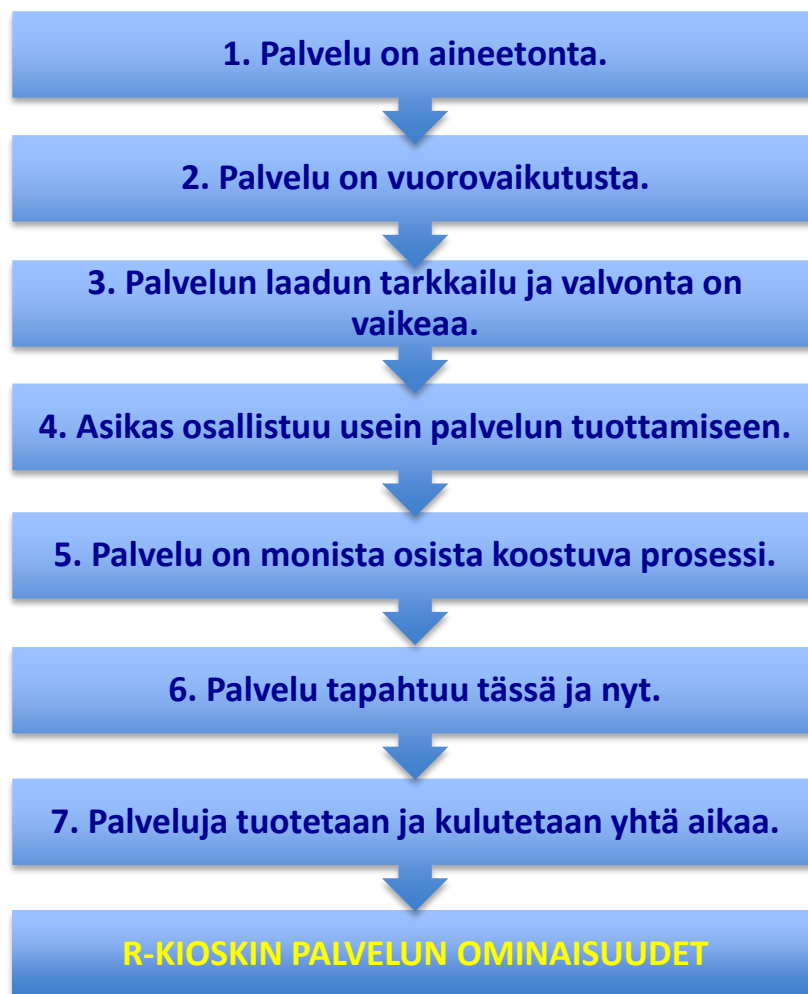 1. Palvelu on aineetonta.
2. Palvelu on vuorovaikutusta.
3. Palvelun laadun tarkkailu ja valvonta on
vaikeaa.
4. Asikas osallistuu usein palvelun tuottamiseen.
5. Palvelu on monista osista koostuva prosessi.
6. Palvelu tapahtuu tässä ja nyt.
7. Palveluja tuotetaan ja kulutetaan yhtä aikaa.
R-KIOSKIN PALVELUN OMINAISUUDET